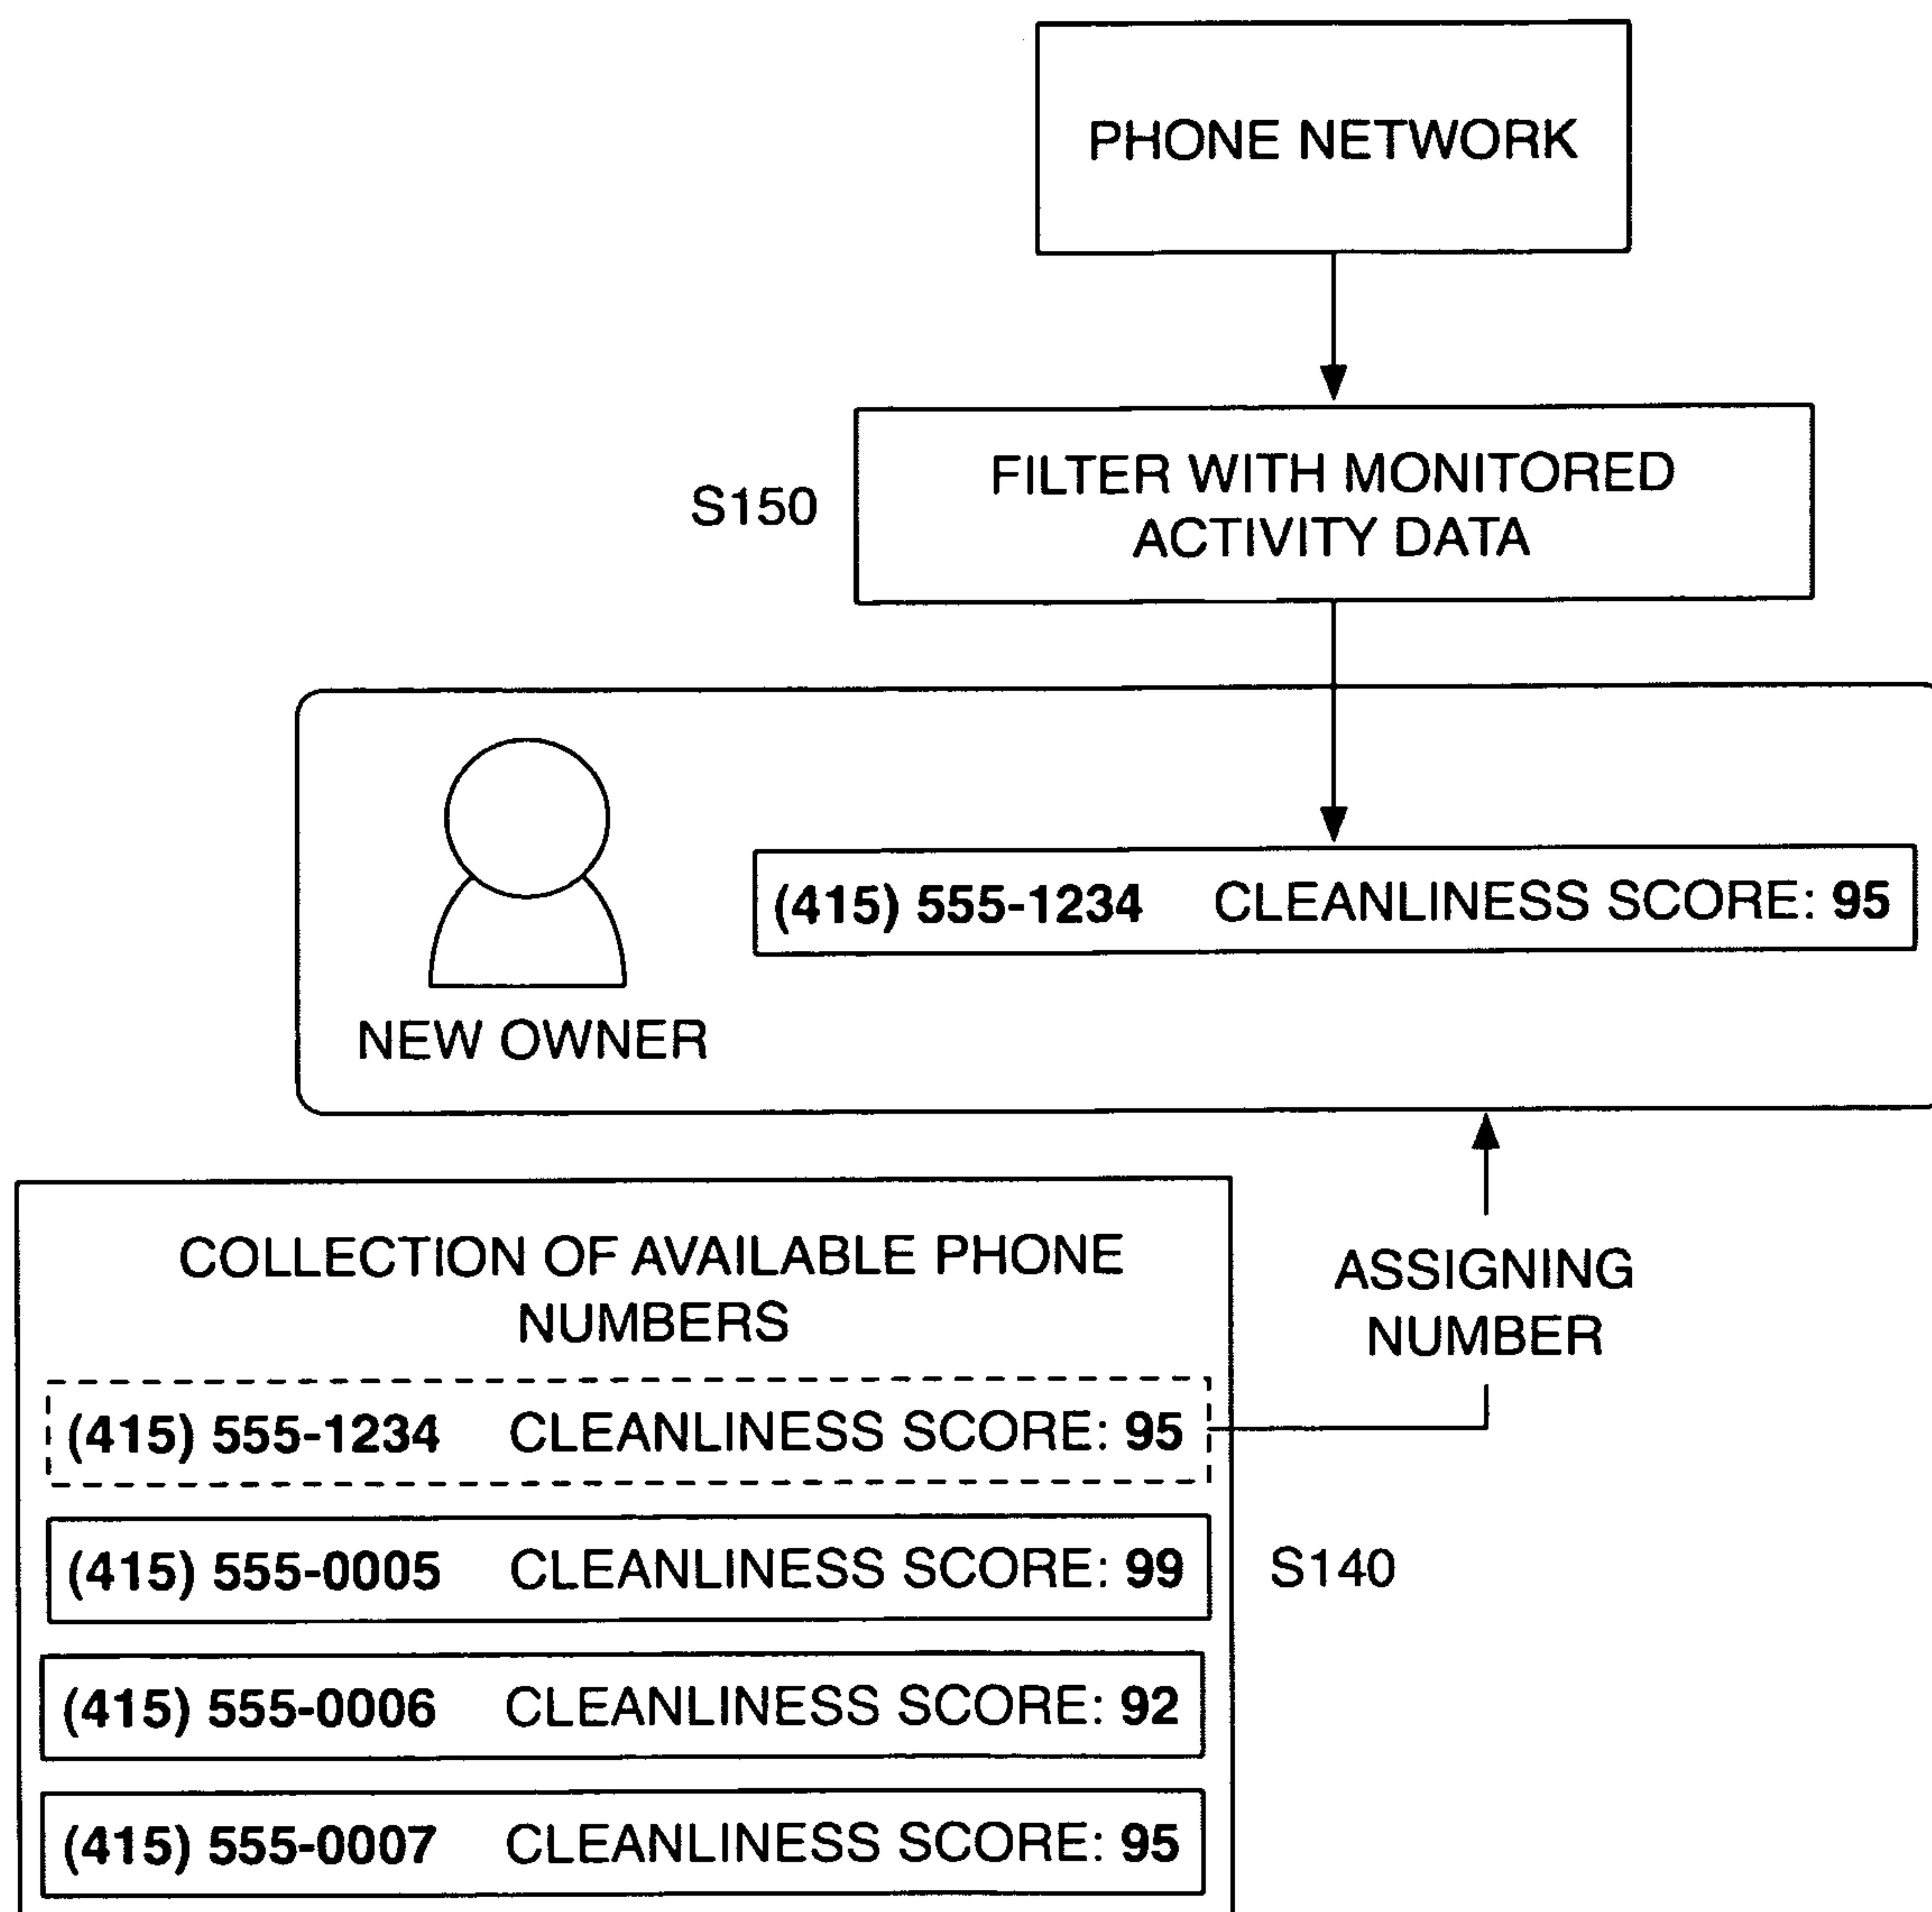 PHONE NETWORK
S150
FILTER WITH MONITORED
ACTIVITY DATA
(415) 555-1234 CLEANLINESS SCORE: 95
NEW OWNER
COLLECTION OF AVAILABLE PHONE
NUMBERS
ASSIGNING
NUMBER
(415) 555-1234 CLEANLINESS SCORE: 95
(415) 555-0005 CLEANLINESS SCORE: 99
S140
(415) 555-0006 CLEANLINESS SCORE: 92
(415) 555-0007 CLEANLINESS SCORE: 95